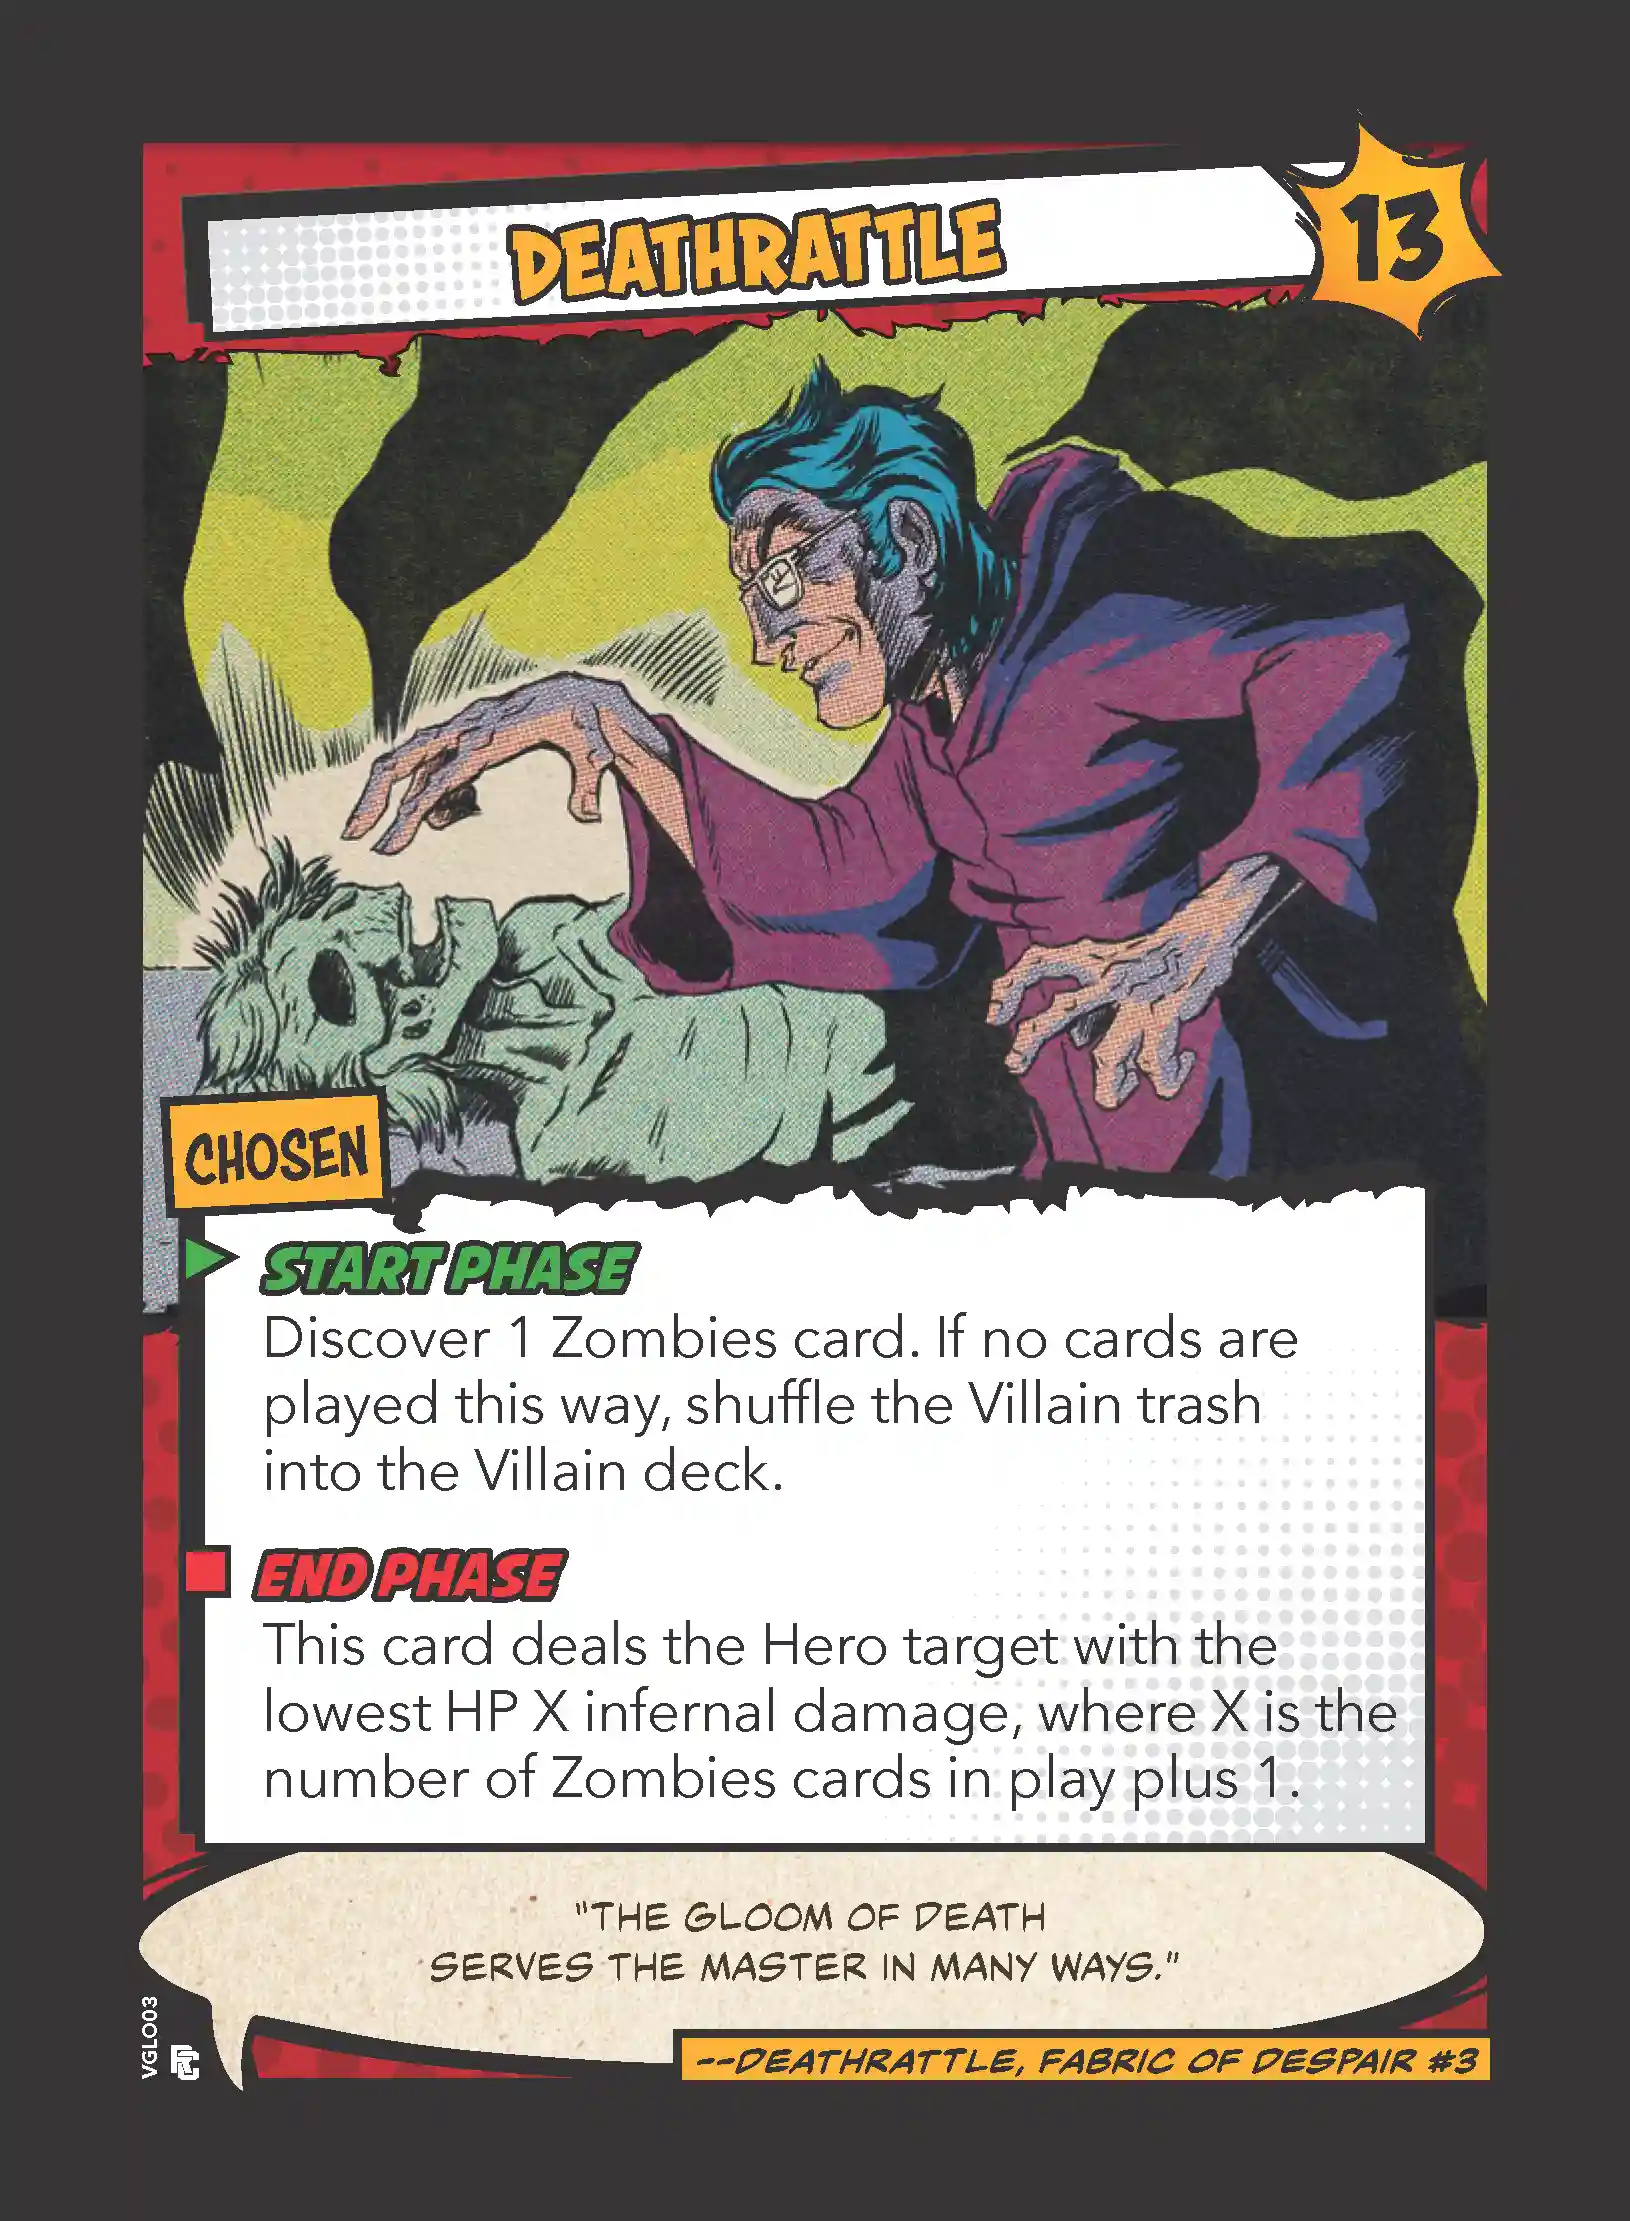 DEATHRATTLE
13
CHOSEN
START PHASE
Discover 1 Zombies card. If no cards are
played this way, shuffle the Villain trash
into the Villain deck.
END PHASE
This card deals the Hero target with the
lowest HP X infernal damage, where X is the
number of Zombies cards in play plus 1.
"THE GLOOM OF DEATH
SERVES THE MASTER IN MANY WAYS."
--DEATHRATTLE, FABRIC OF DESPAIR #3
VGLO03